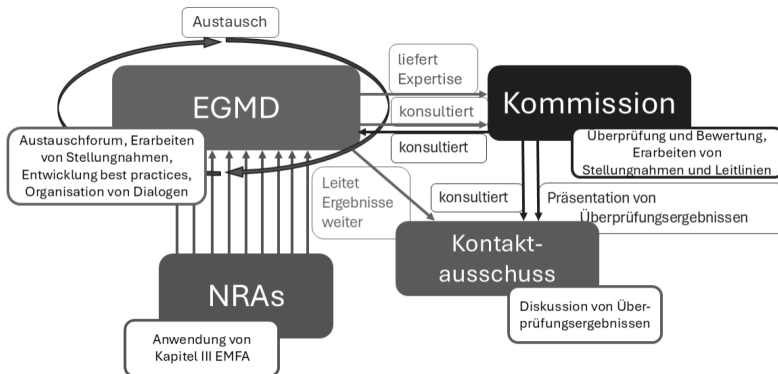 Austausch
EGMD
liefert
Expertise
konsultiert
konsultiert
Kommission
Austauschforum, Erarbeiten
von Stellungnahmen,
Entwicklung best practices,
Organisation von Dialogen
Überprüfung und Bewertung,
Erarbeiten von
Stellungnahmen und Leitlinien
Leitet
Ergebnisse
weiter
konsultiert
Präsentation von
Überprüfungsergebnissen
Kontakt-
ausschuss
NRAs
Diskussion von Über-
prüfungsergebnissen
Anwendung von
Kapitel III EMFA